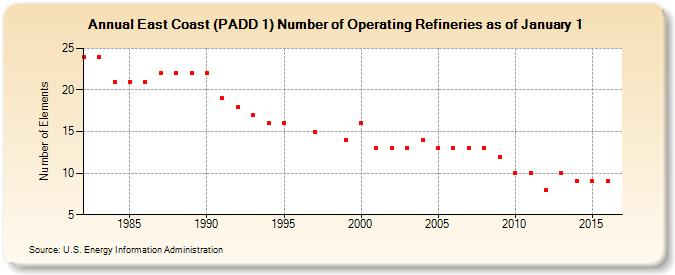 Annual East Coast (PADD 1) Number of Operating Refineries as of January 1
Number of Elements
25
20
15
10
5
1985 1990 1995 2000 2005 2010 2015
Source: U.S. Energy Information Administration